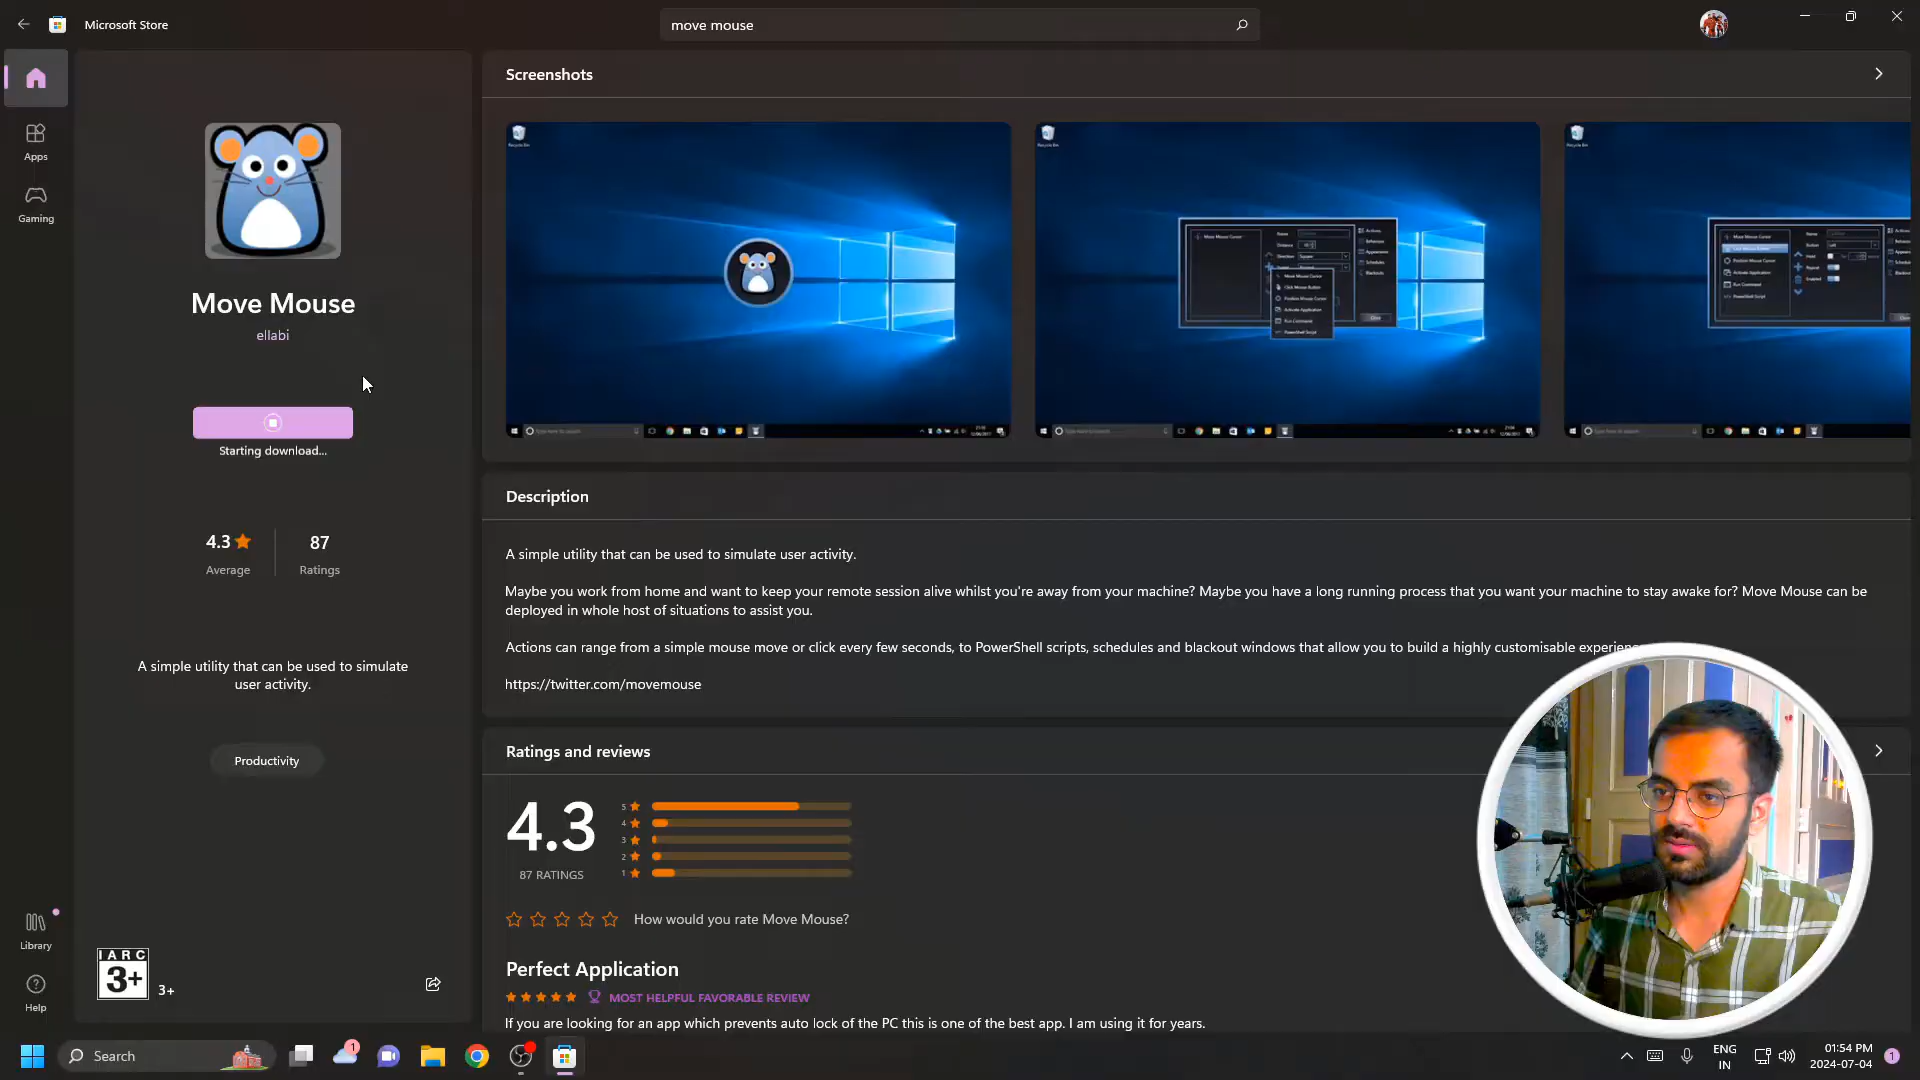 Microsoft Store
move mouse
Apps
Gaming
Library
Help
Move Mouse
ellabi
Starting download...
4.3
Average
87
Ratings
A simple utility that can be used to simulate
user activity.
Productivity
IARC
3+
3+
Screenshots
Description
A simple utility that can be used to simulate user activity.
Maybe you work from home and want to keep your remote session alive whilst you're away from your machine? Maybe you have a long running process that you want your machine to stay awake for? Move Mouse can be
deployed in whole host of situations to assist you.
Actions can range from a simple mouse move or click every few seconds, to PowerShell scripts, schedules and blackout windows that allow you to build a highly customisable
https://twitter.com/movemouse
Ratings and reviews
4.3
87 RATINGS
5
4
3
2
1
How would you rate Move Mouse?
Perfect Application
MOST HELPFUL FAVORABLE REVIEW
If you are looking for an app which prevents auto lock of the PC this is one of the best app. I am using it for years.
Search
1
ENG
IN
01:54 PM
2024-07-04
1